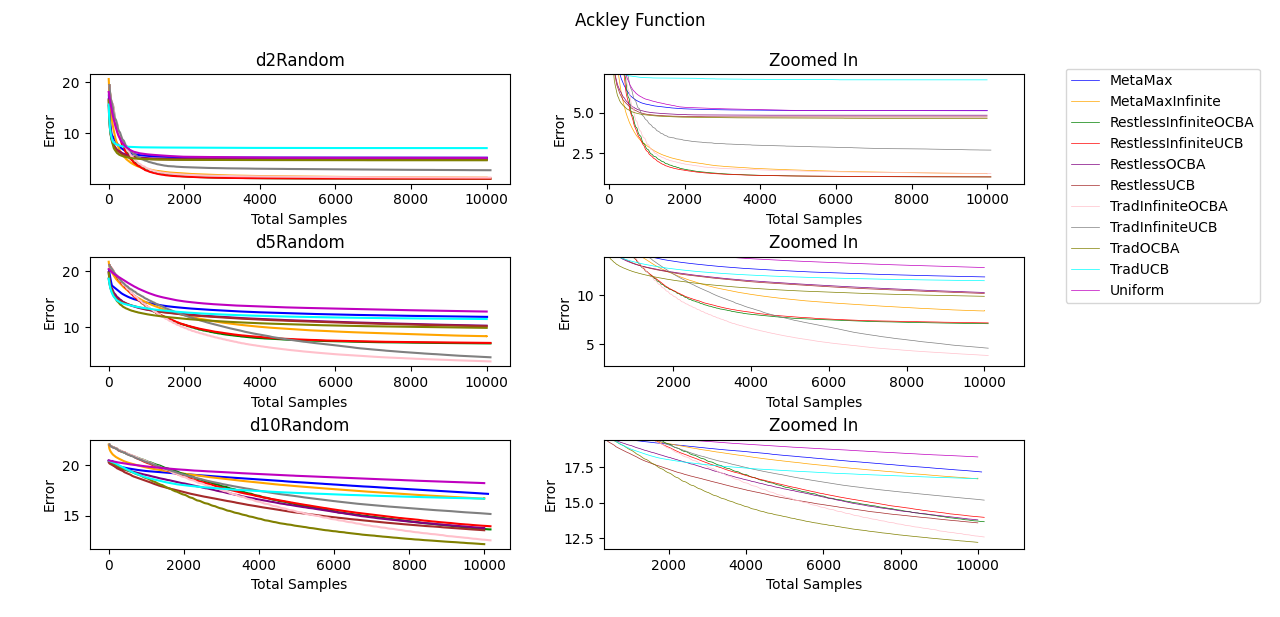 Ackley Function
d2Random
20
10
Error
0 2000 4000 6000 8000 10000
Total Samples
Zoomed In
5.0
2.5
Error
0 2000 4000 6000 8000 10000
Total Samples
d5Random
20
10
Error
0 2000 4000 6000 8000 10000
Total Samples
Zoomed In
10
5
Error
2000 4000 6000 8000 10000
Total Samples
d10Random
20
15
Error
0 2000 4000 6000 8000 10000
Total Samples
Zoomed In
17.5
15.0
12.5
Error
2000 4000 6000 8000 10000
Total Samples
MetaMax
MetaMaxInfinite
RestlessInfiniteOCBA
RestlessInfiniteUCB
RestlessOCBA
RestlessUCB
TradInfiniteOCBA
TradInfiniteUCB
TradOCBA
TradUCB
Uniform